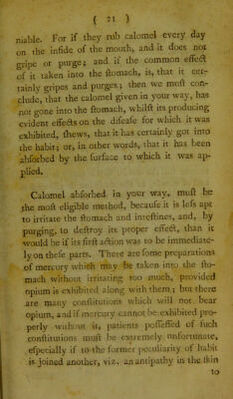 ( 21 )
niable. For if they rub calomel every day
on the inſide of the mouth, and it does not
gripe or purge; and if the common effect
of it taken into the ſtomach, is, that it cer-
tainly gripes and purges; then we muſt con-
clude, that the calomel given in your way, has
not gone into the ſtomach, whilſt its producing
evident effects on the diſeaſe for which it was
exhibited, ſhews, that it has certainly got into
the habit; or, in other words, that it has been
abſorbed by the ſurface to which it was ap-
plied.
Calomel abſorbed in your way, muſt be
the moſt eligible method, becauſe it is leſs apt
to irritate the ſtomach and inteſtines, and, by
purging, to deſtroy its proper effect, than it
would be if its firſt action was to be immediate-
ly on theſe parts. There are ſome preparations
of mercury which may be taken into the ſto-
mach without irritating too much, provided
opium is exhibited along with them; but there
are many conſtitutions which will not bear
opium, and if mercury cannot be exhibited pro-
perly without it, patients poſſeſſed of ſuch
conſtitutions muſt be extremely unfortunate,
eſpecially if to the former peculiarity of habit
is joined another, viz. an antipathy in the ſkin
to